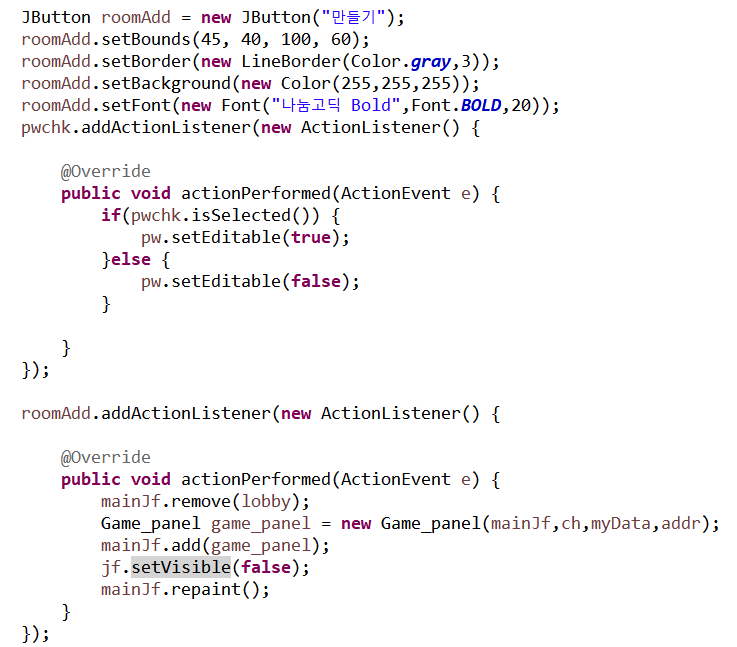 JButton roomAdd = new JButton("만들기");
roomAdd.setBounds(45, 40, 100, 60);
roomAdd.setBorder(new LineBorder(Color.gray,3));
roomAdd.setBackground(new Color(255,255,255));
roomAdd.setFont(new Font("나눔고딕 Bold",Font.BOLD,20));
pwchk.addActionListener(new ActionListener() {
@Override
public void actionPerformed(ActionEvent e) {
if(pwchk.isSelected()) {
pw.setEditable(true);
}else {
pw.setEditable(false);
}
}
});
roomAdd.addActionListener(new ActionListener() {
@Override
public void actionPerformed(ActionEvent e) {
mainJf.remove(lobby);
Game_panel game_panel = new Game_panel(mainJf,ch,myData,addr);
mainJf.add(game_panel);
jf.setVisible(false);
mainJf.repaint();
}
});